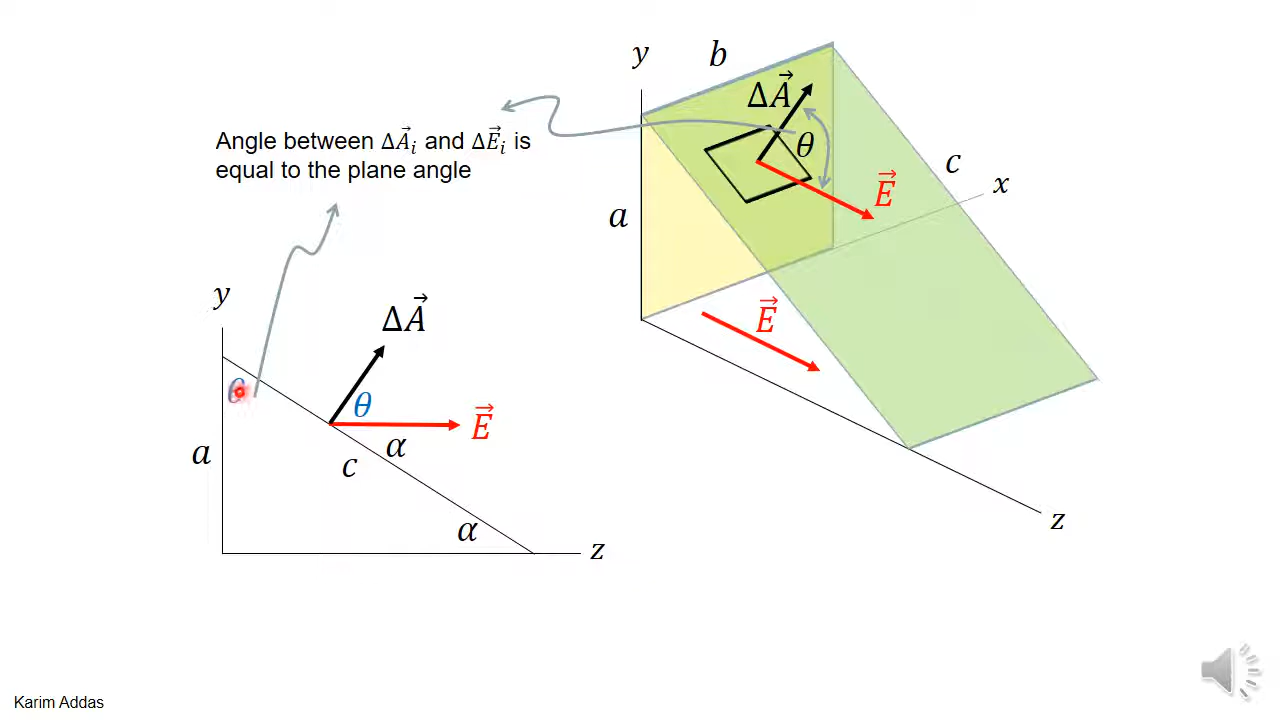 y
b
ΔA⃗
Angle between ΔA⃗ᵢ and ΔE⃗ᵢ is
equal to the plane angle
θ
c
x
E⃗
a
y
E⃗
ΔA⃗
θ
θ
E⃗
a
α
c
α
z
z
Karim Addas